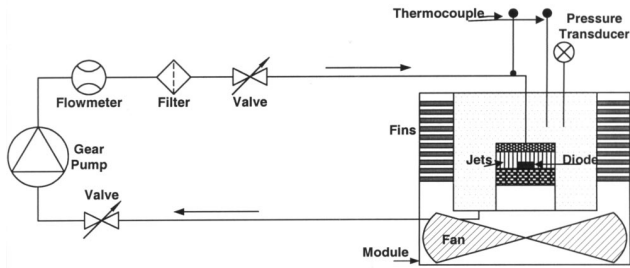 Thermocouple
Pressure
Transducer
Flowmeter
Filter
Valve
Fins
Gear
Pump
Jets
Diode
Valve
Fan
Module